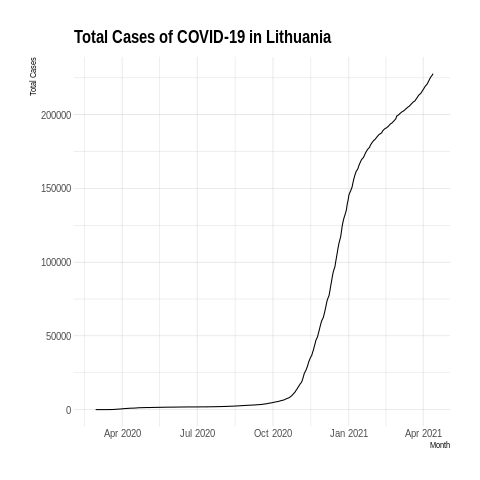 Total Cases of COVID-19 in Lithuania
Total Cases
200000
150000
100000
50000
0
Apr 2020 Jul 2020 Oct 2020 Jan 2021 Apr 2021
Month